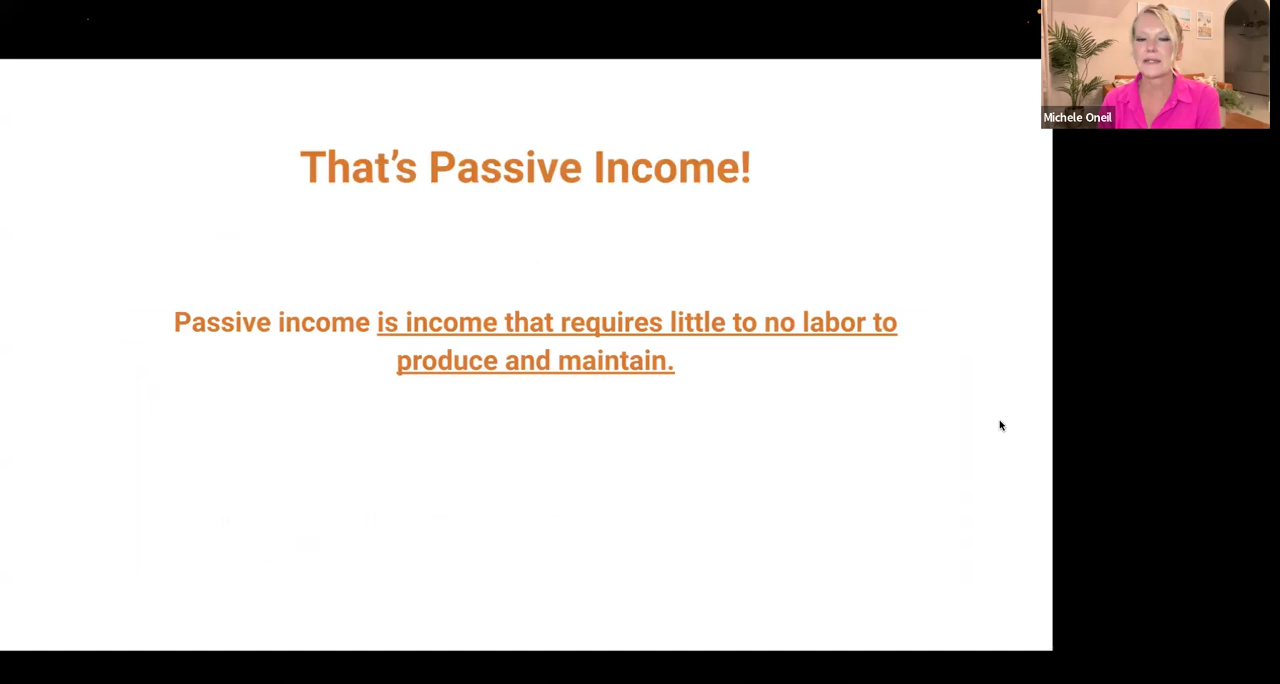 Michele Oneil
That’s Passive Income!
Passive income is income that requires little to no labor to
produce and maintain.